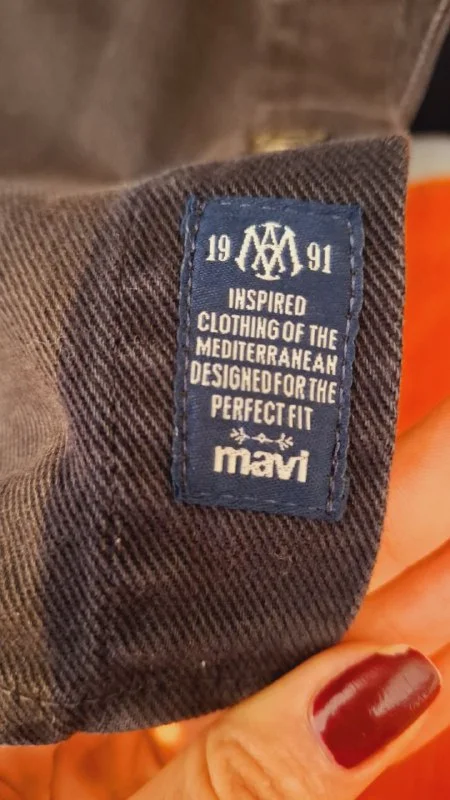 19 91
INSPIRED
CLOTHING OF THE
MEDITERRANEAN
DESIGNED FOR THE
PERFECT FIT
mavi